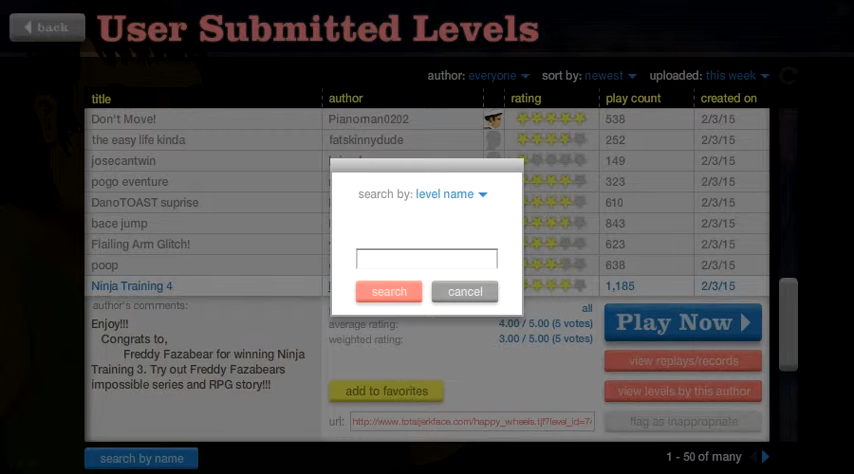 back
User Submitted Levels
author: everyone sort by: newest uploaded: this week
title author rating play count created on
Don't Move! Pianoman0202 538 2/3/15
the easy life kinda fatskinnydude 252 2/3/15
josecantwin 149 2/3/15
pogo eventure 323 2/3/15
DanoTOAST suprise 610 2/3/15
bace jump 843 2/3/15
Flailing Arm Glitch! 623 2/3/15
poop 638 2/3/15
Ninja Training 4 1,185 2/3/15
search by: level name
search cancel
author's comments:
Enjoy!!!
Congrats to,
Freddy Fazabear for winning Ninja
Training 3. Try out Freddy Fazabears
impossible series and RPG story!!!
all
average rating: 4.00 / 5.00 (5 votes)
weighted rating: 3.00 / 5.00 (5 votes)
add to favorites
url: http://www.totaljerkface.com/happy_wheels.tjf?level_id=7
Play Now
view replays/records
view levels by this author
flag as inappropriate
search by name
1 - 50 of many